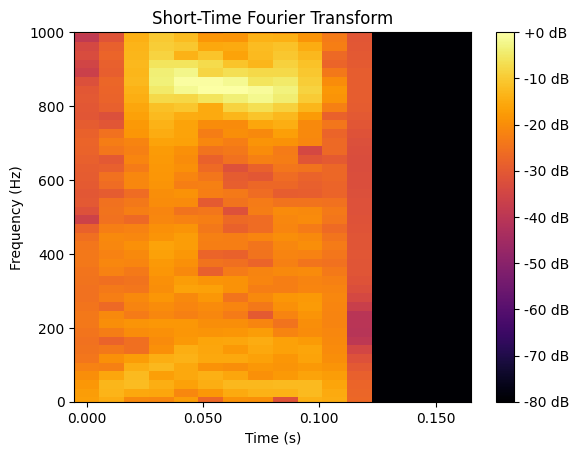 Short-Time Fourier Transform
1000
800
600
400
200
0
Frequency (Hz)
0.000
0.050
0.100
0.150
Time (s)
+0 dB
-10 dB
-20 dB
-30 dB
-40 dB
-50 dB
-60 dB
-70 dB
-80 dB